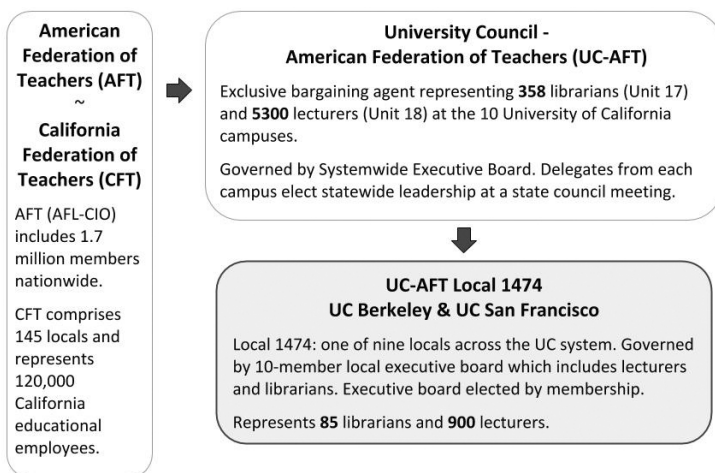 American
Federation of
Teachers (AFT)
~
California
Federation of
Teachers (CFT)
AFT (AFL-CIO)
includes 1.7
million members
nationwide.
CFT comprises
145 locals and
represents
120,000
California
educational
employees.
University Council -
American Federation of Teachers (UC-AFT)
Exclusive bargaining agent representing 358 librarians (Unit 17)
and 5300 lecturers (Unit 18) at the 10 University of California
campuses.
Governed by Systemwide Executive Board. Delegates from each
campus elect statewide leadership at a state council meeting.
UC-AFT Local 1474
UC Berkeley & UC San Francisco
Local 1474: one of nine locals across the UC system. Governed
by 10-member local executive board which includes lecturers
and librarians. Executive board elected by membership.
Represents 85 librarians and 900 lecturers.